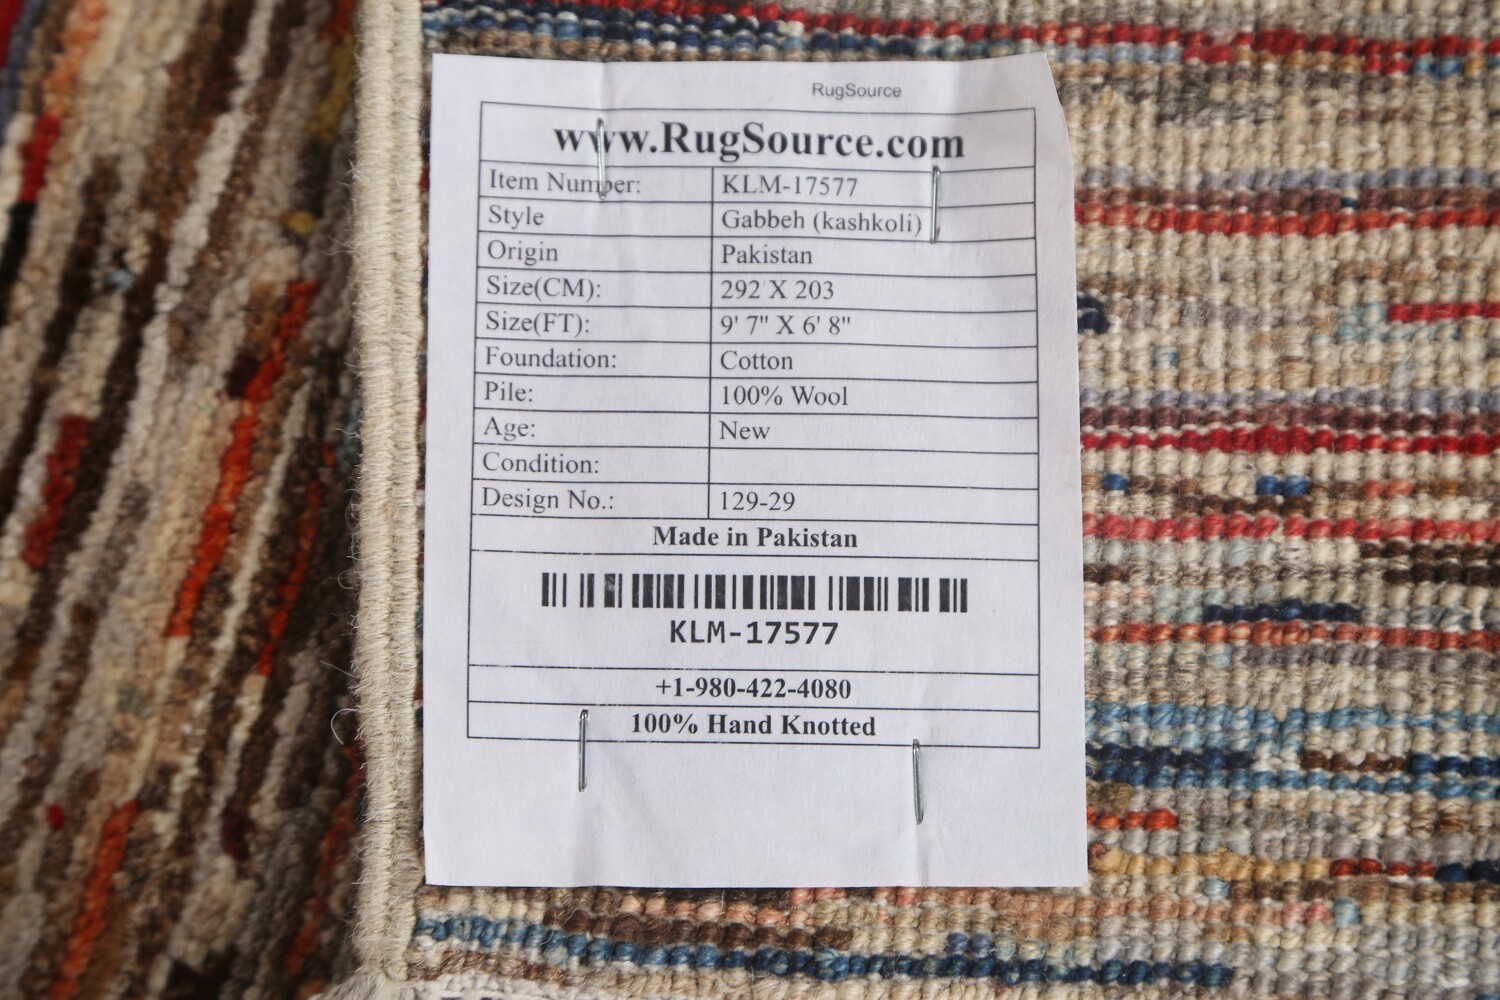 RugSource
www.RugSource.com
Item Number: KLM-17577
Style Gabbeh (kashkoli)
Origin Pakistan
Size(CM): 292 X 203
Size(FT): 9' 7" X 6' 8"
Foundation: Cotton
Pile: 100% Wool
Age: New
Condition:
Design No.: 129-29
Made in Pakistan
KLM-17577
+1-980-422-4080
100% Hand Knotted